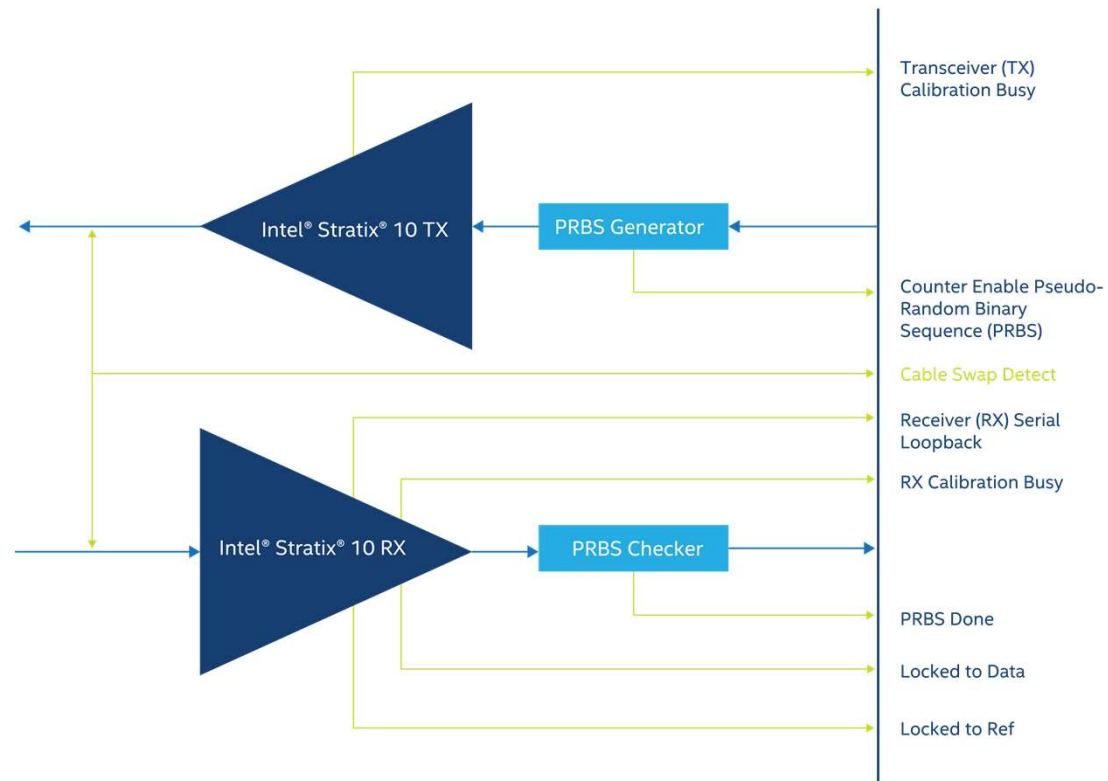 Transceiver (TX)
Calibration Busy
Intel® Stratix® 10 TX
PRBS Generator
Counter Enable Pseudo-
Random Binary
Sequence (PRBS)
Cable Swap Detect
Receiver (RX) Serial
Loopback
RX Calibration Busy
Intel® Stratix® 10 RX
PRBS Checker
PRBS Done
Locked to Data
Locked to Ref